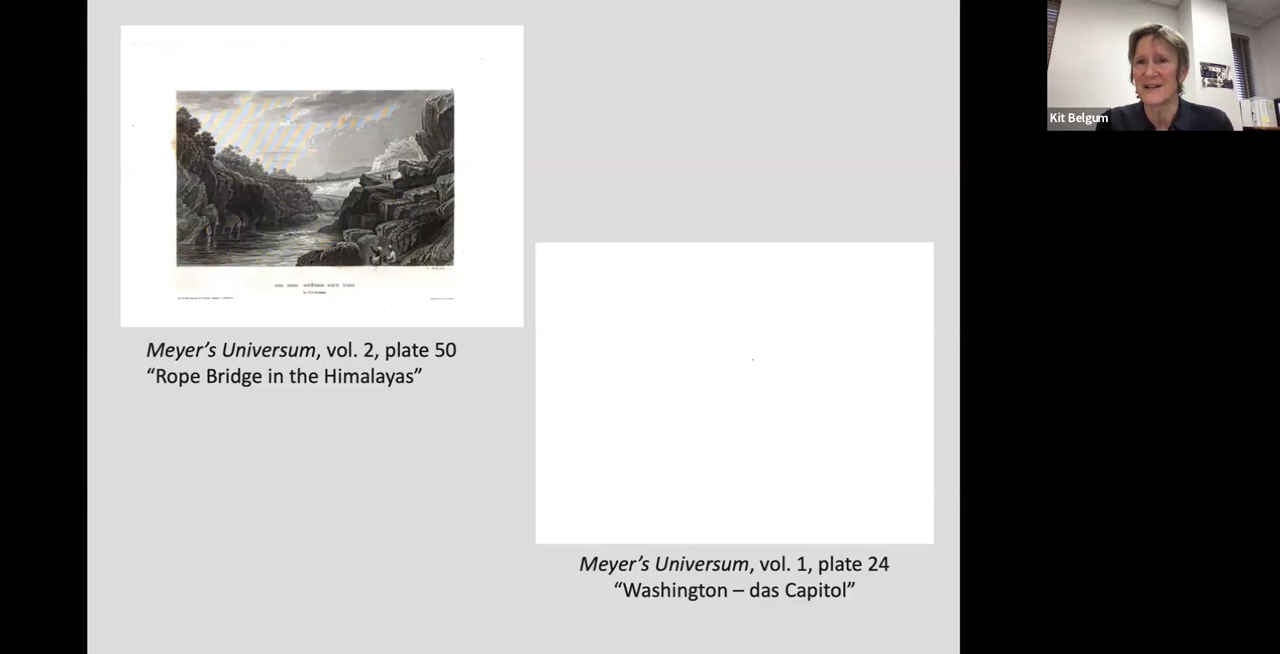 Meyer's Universum, vol. 2, plate 50
“Rope Bridge in the Himalayas”
Meyer's Universum, vol. 1, plate 24
“Washington – das Capitol”
Kit Belgum